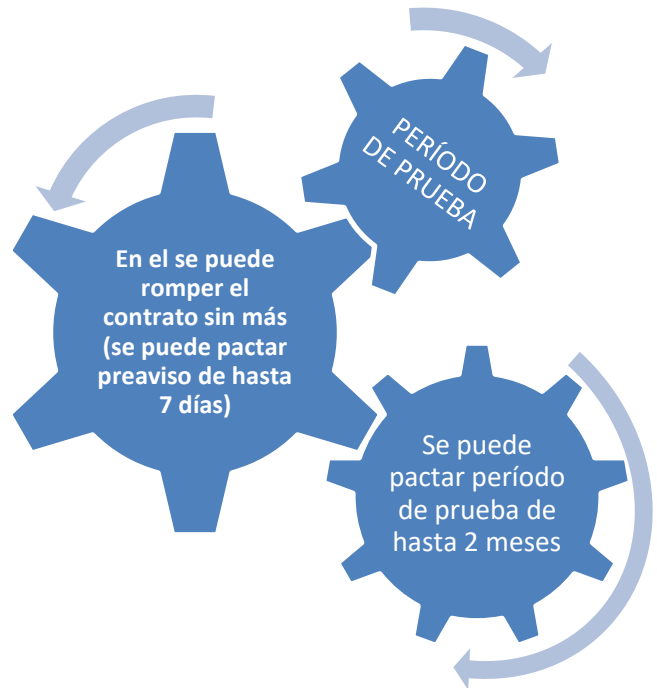 PERÍODO
DE PRUEBA
En el se puede
romper el
contrato sin más
(se puede pactar
preaviso de hasta
7 días)
Se puede
pactar período
de prueba de
hasta 2 meses